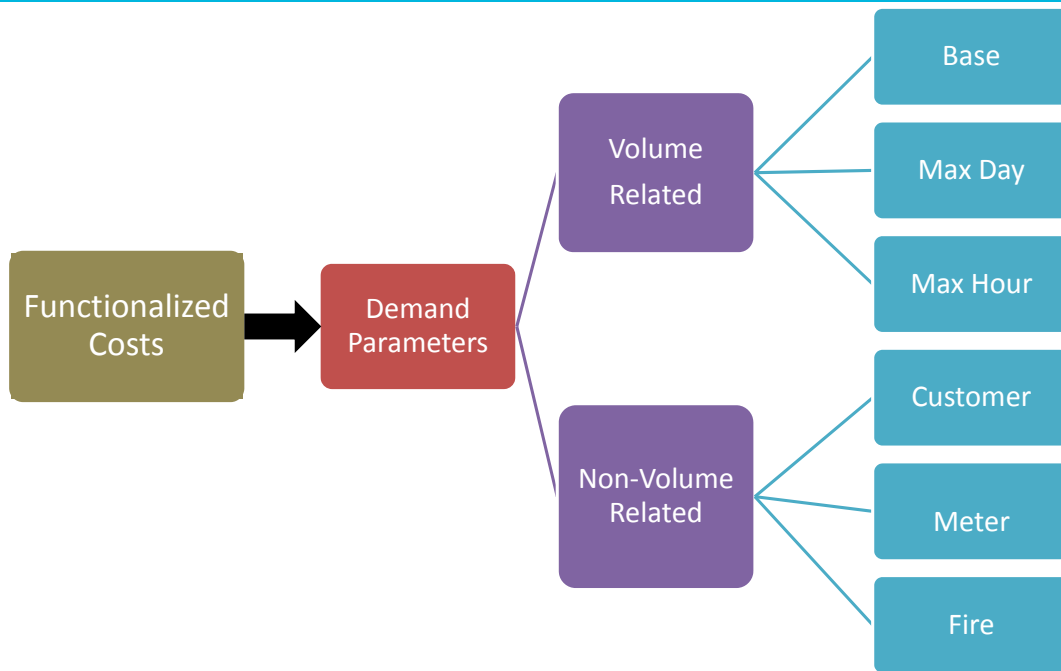 Functionalized
Costs
Demand
Parameters
Volume
Related
Non-Volume
Related
Base
Max Day
Max Hour
Customer
Meter
Fire